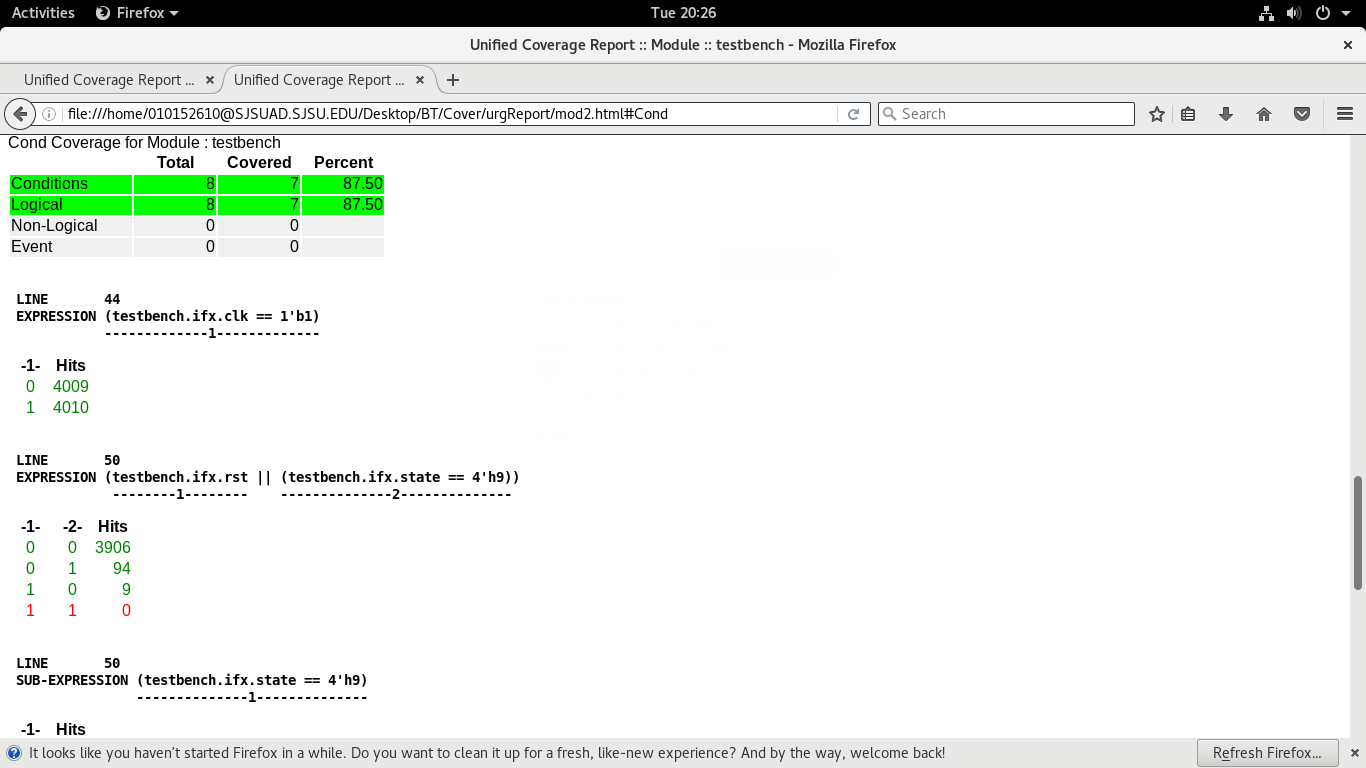 Activities Firefox Tue 20:26
Unified Coverage Report :: Module :: testbench - Mozilla Firefox ×
Unified Coverage Report ... × Unified Coverage Report ... × +
file:///home/010152610@SJSUAD.SJSU.EDU/Desktop/BT/Cover/urgReport/mod2.html#Cond Search
Cond Coverage for Module : testbench
Total Covered Percent
Conditions 8 7 87.50
Logical 8 7 87.50
Non-Logical 0 0
Event 0 0
LINE 44
EXPRESSION (testbench.ifx.clk == 1'b1)
-------------1-------------
-1- Hits
0 4009
1 4010
LINE 50
EXPRESSION (testbench.ifx.rst || (testbench.ifx.state == 4'h9))
--------1-------- --------------2--------------
-1- -2- Hits
0 0 3906
0 1 94
1 0 9
1 1 0
LINE 50
SUB-EXPRESSION (testbench.ifx.state == 4'h9)
--------------1--------------
-1- Hits
It looks like you haven't started Firefox in a while. Do you want to clean it up for a fresh, like-new experience? And by the way, welcome back! Refresh Firefox... ×